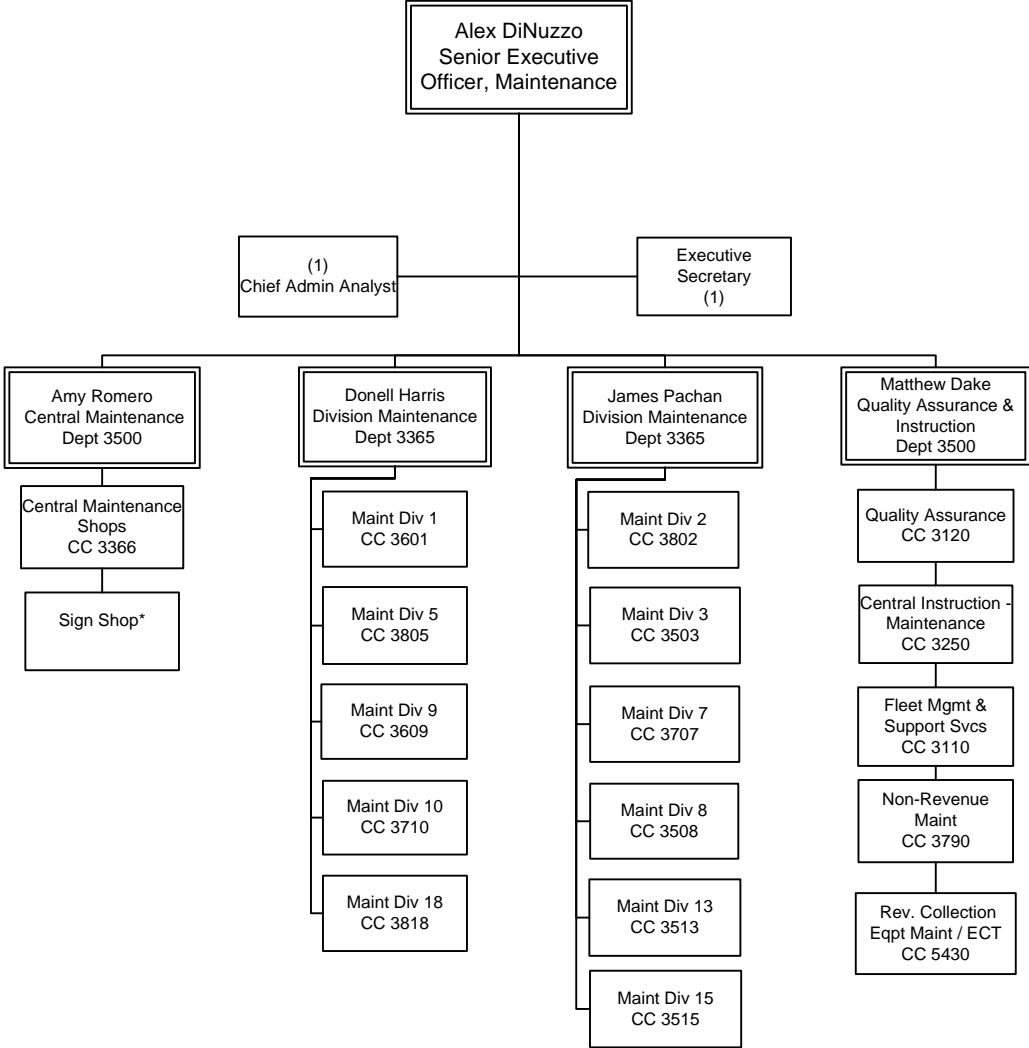 Alex DiNuzzo
Senior Executive
Officer, Maintenance
(1)
Chief Admin Analyst
Executive
Secretary
(1)
Amy Romero
Central Maintenance
Dept 3500
Donell Harris
Division Maintenance
Dept 3365
James Pachan
Division Maintenance
Dept 3365
Matthew Dake
Quality Assurance &
Instruction
Dept 3500
Central Maintenance
Shops
CC 3366
Sign Shop*
Maint Div 1
CC 3601
Maint Div 5
CC 3805
Maint Div 9
CC 3609
Maint Div 10
CC 3710
Maint Div 18
CC 3818
Maint Div 2
CC 3802
Maint Div 3
CC 3503
Maint Div 7
CC 3707
Maint Div 8
CC 3508
Maint Div 13
CC 3513
Maint Div 15
CC 3515
Quality Assurance
CC 3120
Central Instruction -
Maintenance
CC 3250
Fleet Mgmt &
Support Svcs
CC 3110
Non-Revenue
Maint
CC 3790
Rev. Collection
Eqpt Maint / ECT
CC 5430